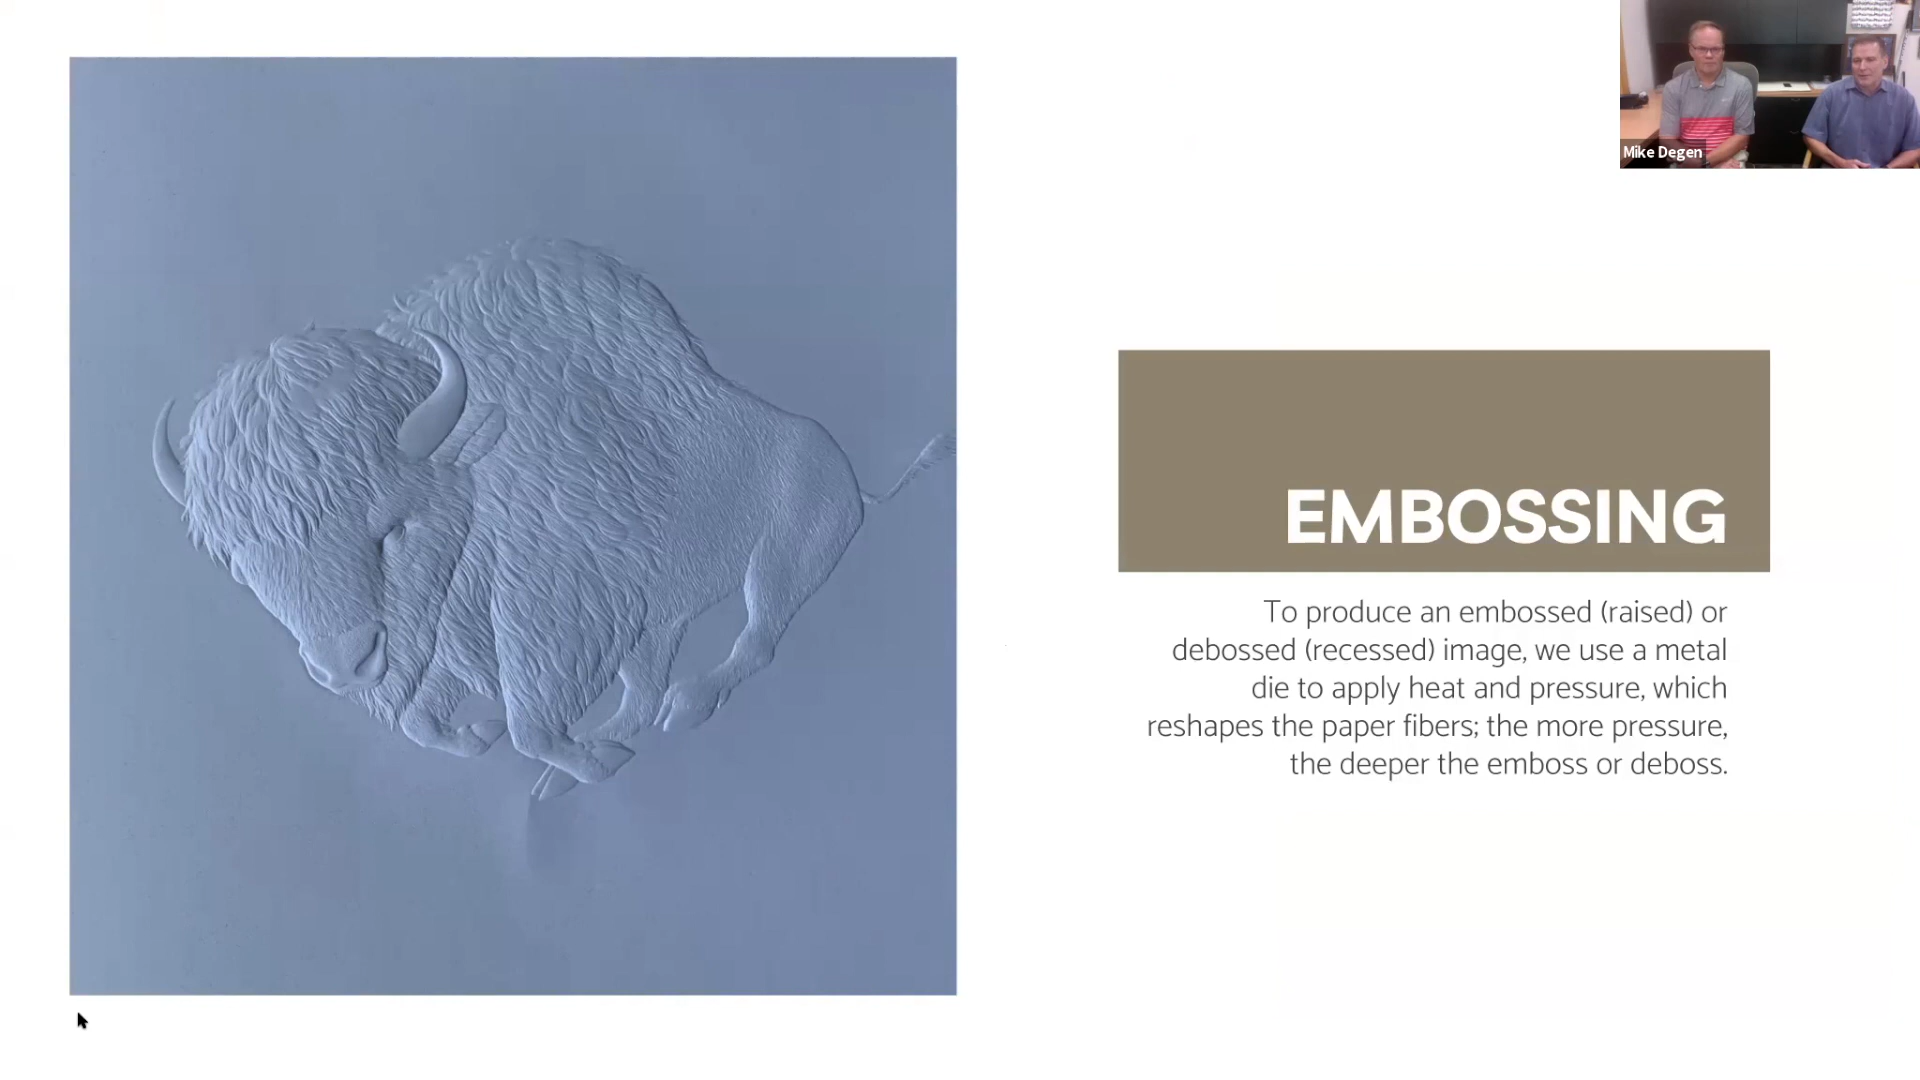 Mike Degen
EMBOSSING
To produce an embossed (raised) or
debossed (recessed) image, we use a metal
die to apply heat and pressure, which
reshapes the paper fibers; the more pressure,
the deeper the emboss or deboss.